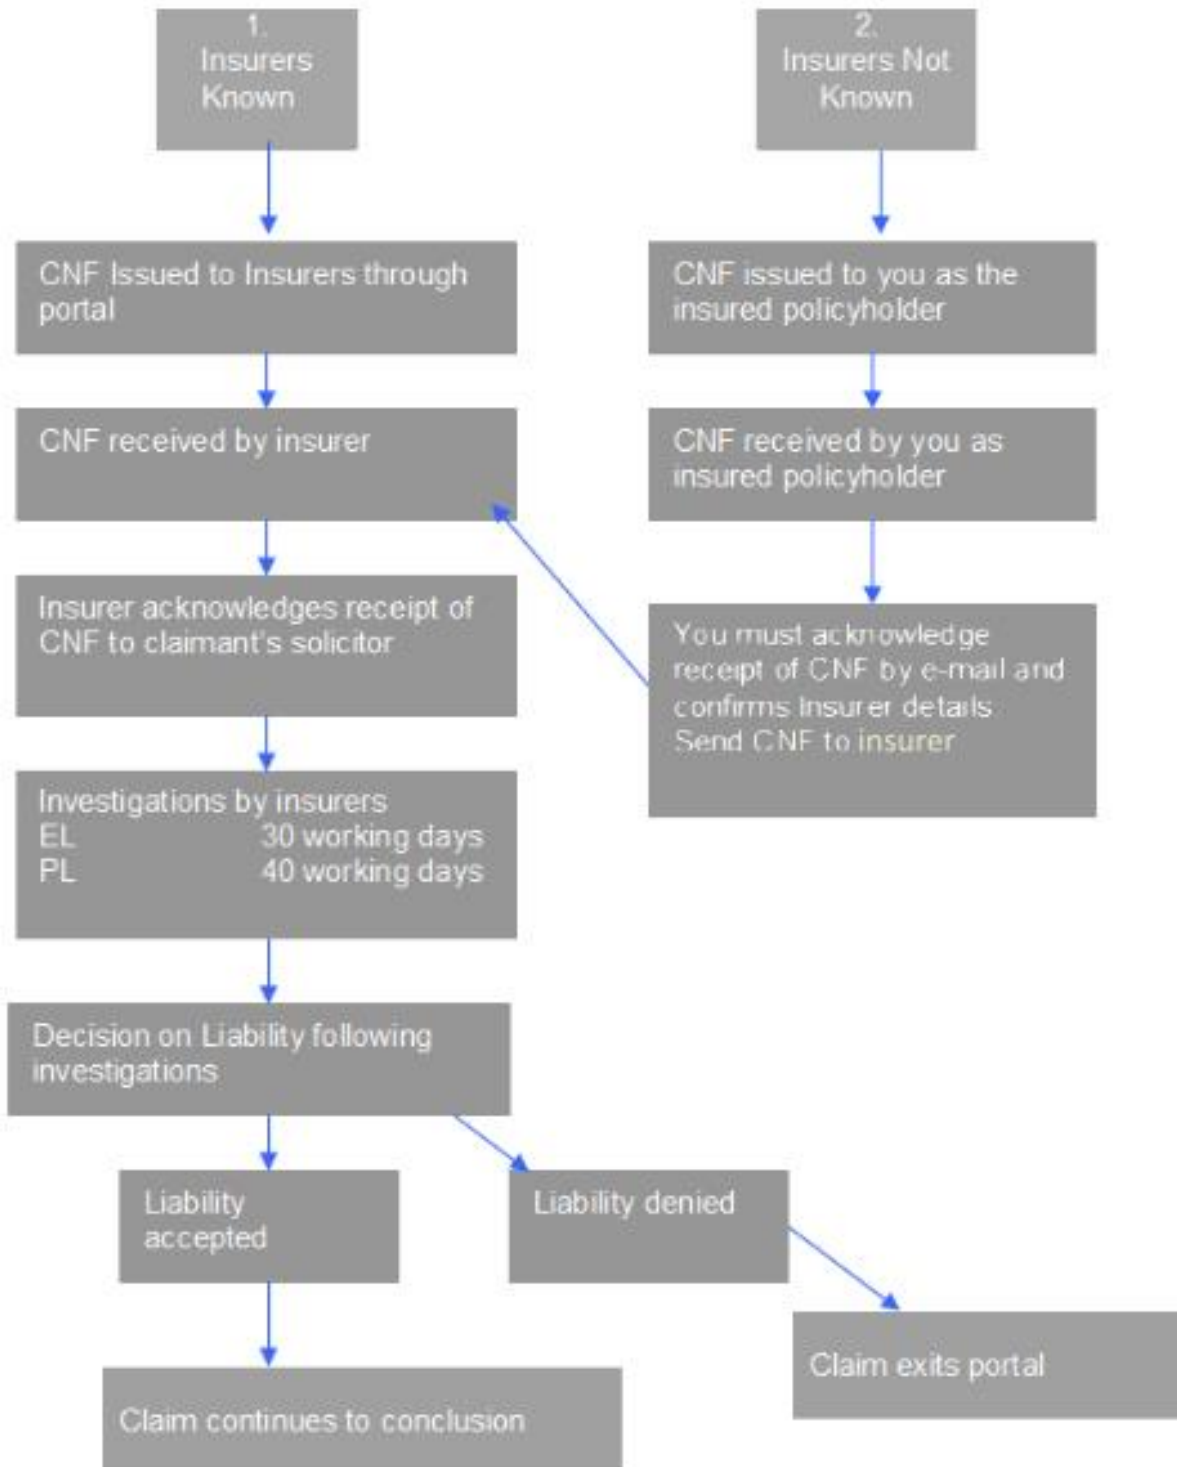 1.
Insurers
Known
2.
Insurers Not
Known
CNF Issued to Insurers through
portal
CNF issued to you as the
insured policyholder
CNF received by insurer
CNF received by you as
insured policyholder
Insurer acknowledges receipt of
CNF to claimant's solicitor
You must acknowledge
receipt of CNF by e-mail and
confirms Insurer details
Send CNF to insurer
Investigations by insurers
EL 30 working days
PL 40 working days
Decision on Liability following
investigations
Liability
accepted
Liability denied
Claim exits portal
Claim continues to conclusion